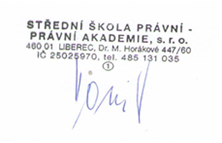 STŘEDNÍ ŠKOLA PRÁVNÍ -
PRÁVNÍ AKADEMIE, s.r.o.
460 01 LIBEREC, Dr. M. Horákové 447/60
IČ 25025970, tel. 485 131 035
1